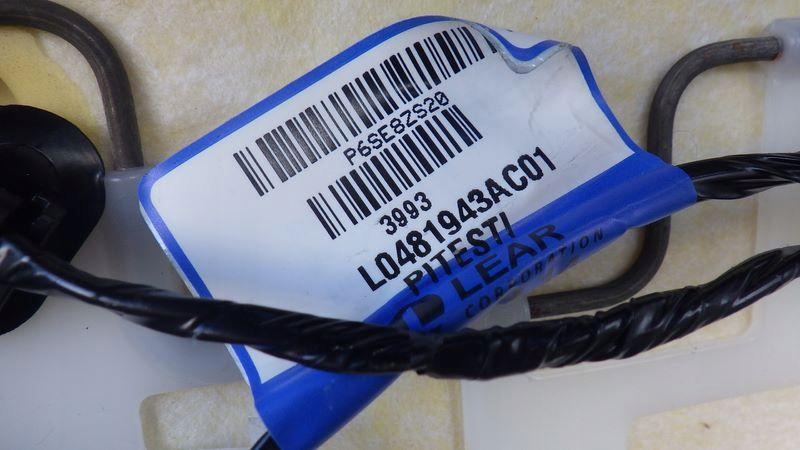 P6SE8ZS20
3993
L0481943AC01
PITESTI
LEAR
CORPORATION